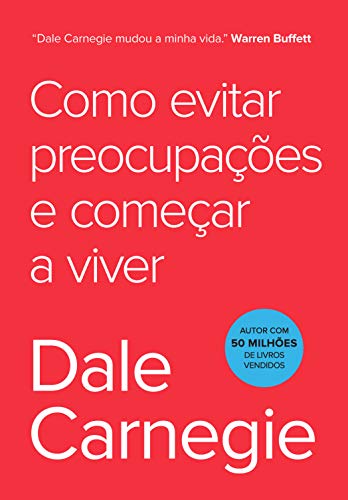 “Dale Carnegie mudou a minha vida.” Warren Buffett
Como evitar
preocupações
e começar
a viver
AUTOR COM
50 MILHÕES
DE LIVROS
VENDIDOS
Dale
Carnegie